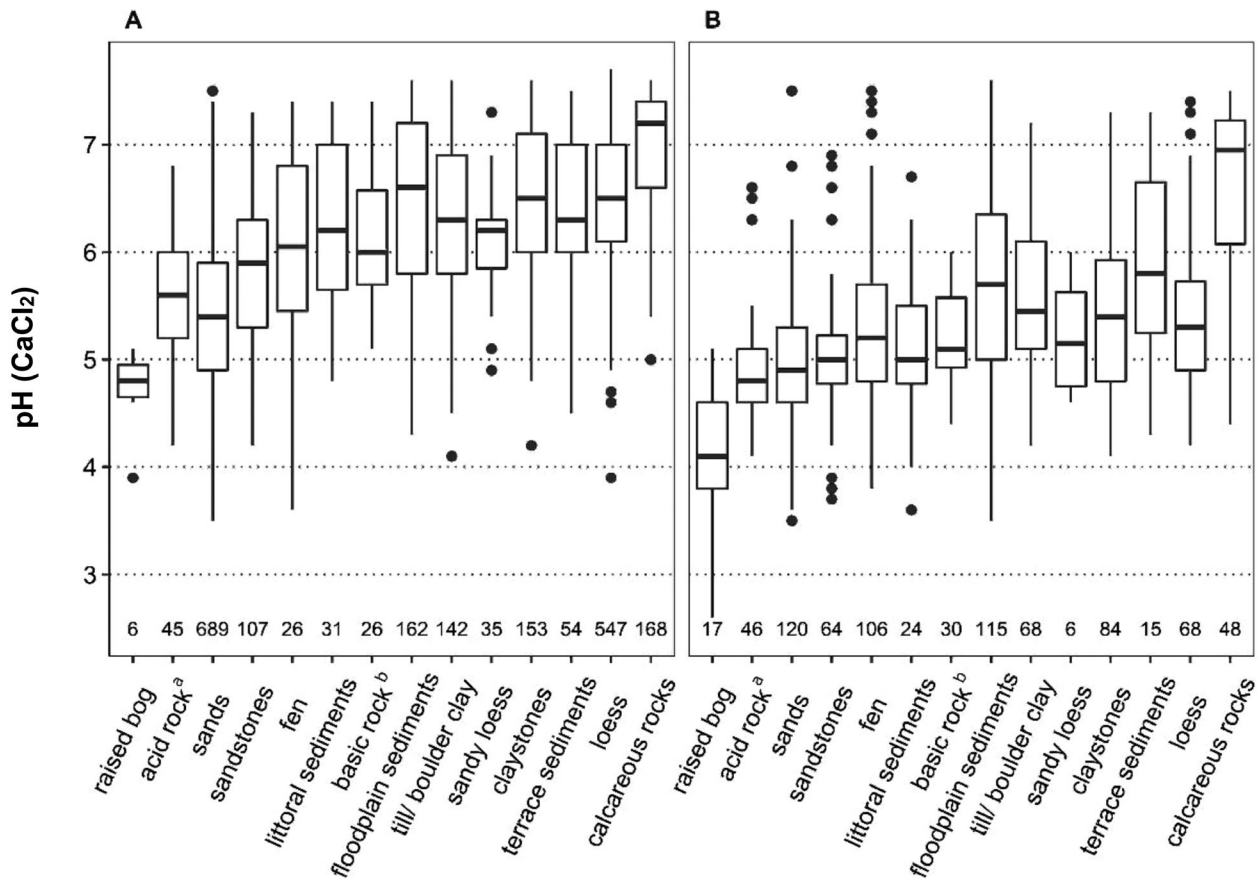 A B
pH (CaCl₂)
7
6
5
4
3
6 45 689 107 26 31 26 162 142 35 153 54 547 168
17 46 120 64 106 24 30 115 68 6 84 15 68 48
raised bog
acid rock ᵃ
sands
sandstones
fen
littoral sediments
basic rock ᵇ
floodplain sediments
till/ boulder clay
sandy loess
claystones
terrace sediments
loess
calcareous rocks
raised bog
acid rock ᵃ
sands
sandstones
fen
littoral sediments
basic rock ᵇ
floodplain sediments
till/ boulder clay
sandy loess
claystones
terrace sediments
loess
calcareous rocks